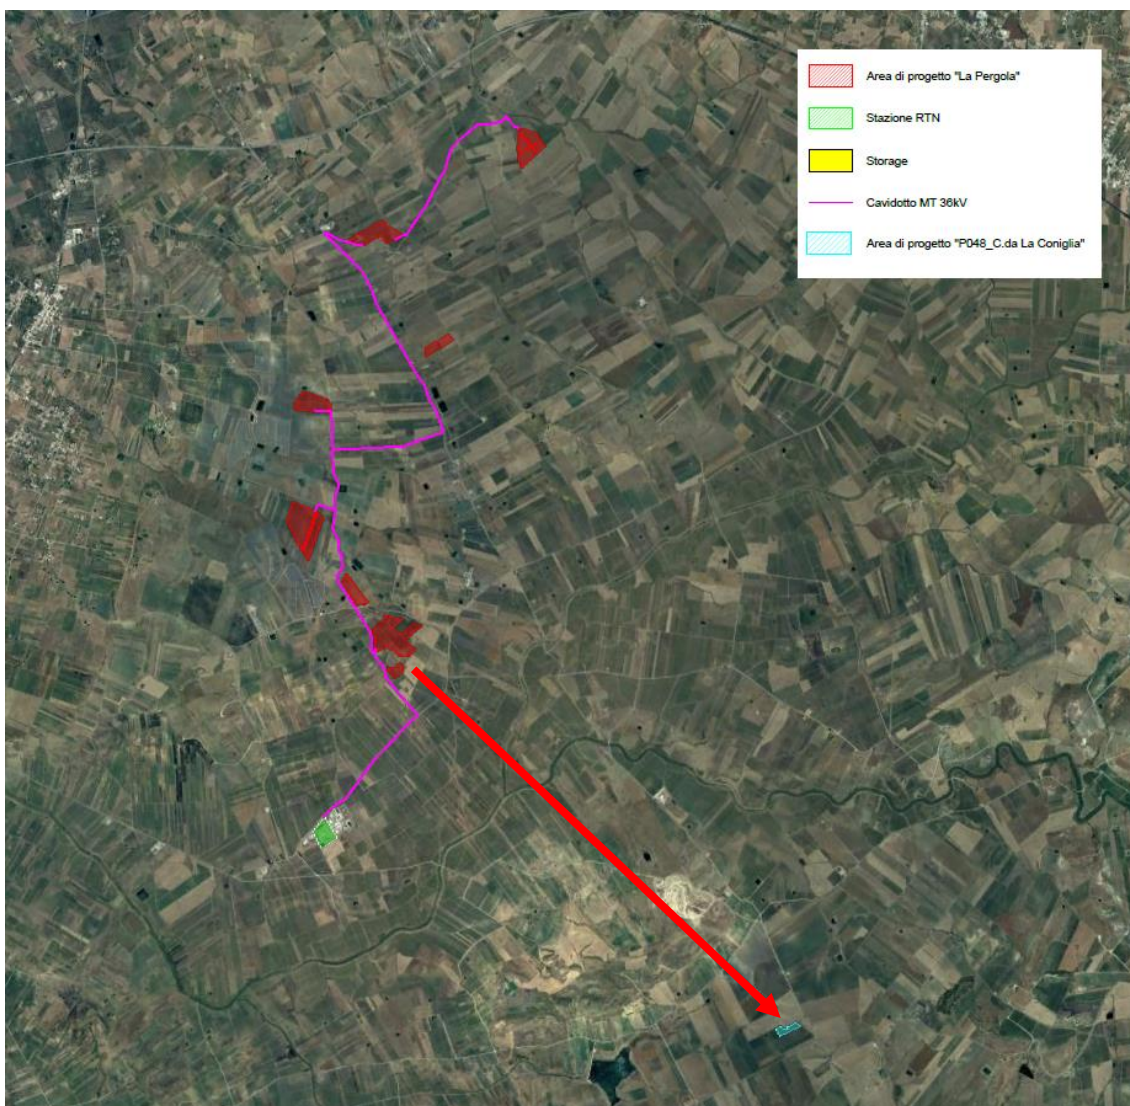 Area di progetto "La Pergola"
Stazione RTN
Storage
Cavidotto MT 36kV
Area di progetto "P048_C.da La Coniglia"